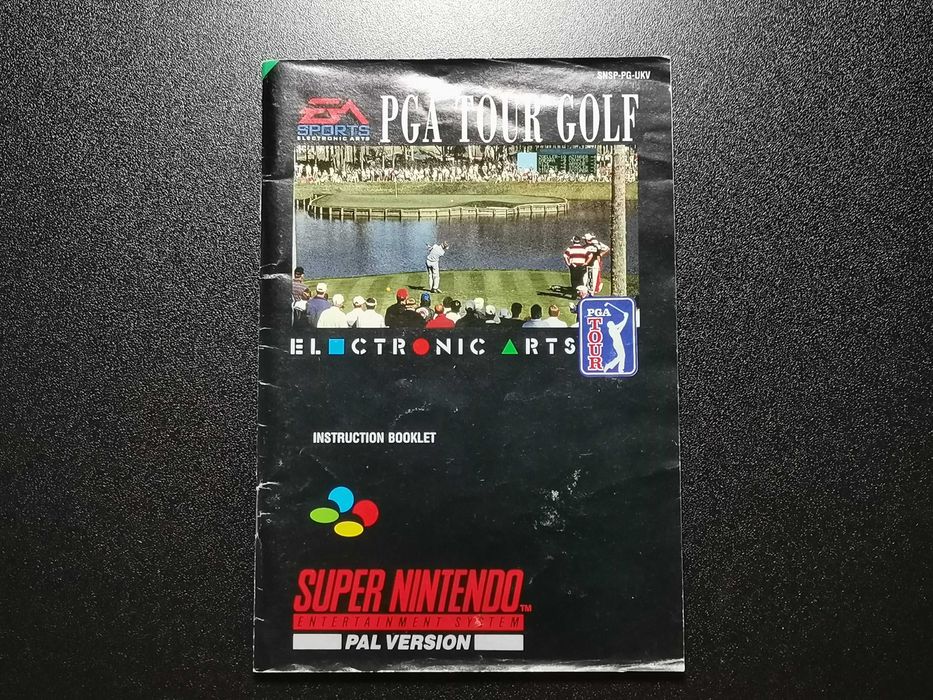 SNSP-PG-UKV
EA
SPORTS
ELECTRONIC ARTS
PGA TOUR GOLF
ELECTRONIC ARTS
PGA
TOUR
INSTRUCTION BOOKLET
SUPER NINTENDO TM
ENTERTAINMENT SYSTEM
PAL VERSION